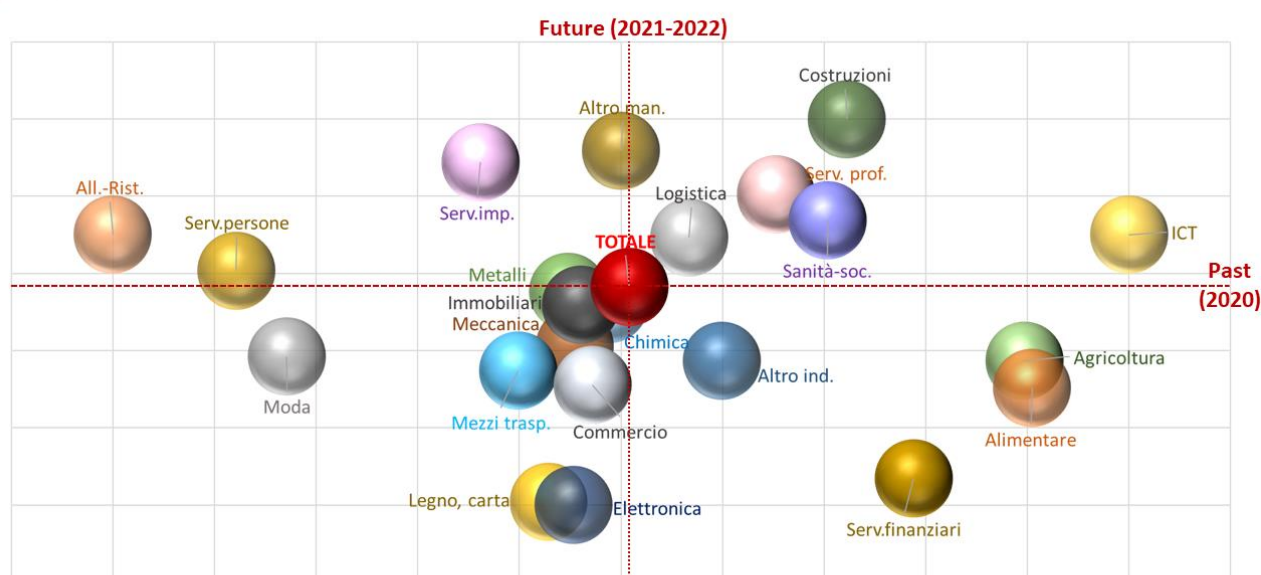 Future (2021-2022)
Costruzioni
Altro man.
Serv. prof.
All.-Rist.
Logistica
Serv.imp.
Serv.persone
ICT
TOTALE
Sanità-soc.
Past
(2020)
Metalli
Immobiliari
Meccanica
Chimica
Agricoltura
Altro ind.
Moda
Mezzi trasp.
Commercio
Alimentare
Legno, carta
Elettronica
Serv.finanziari